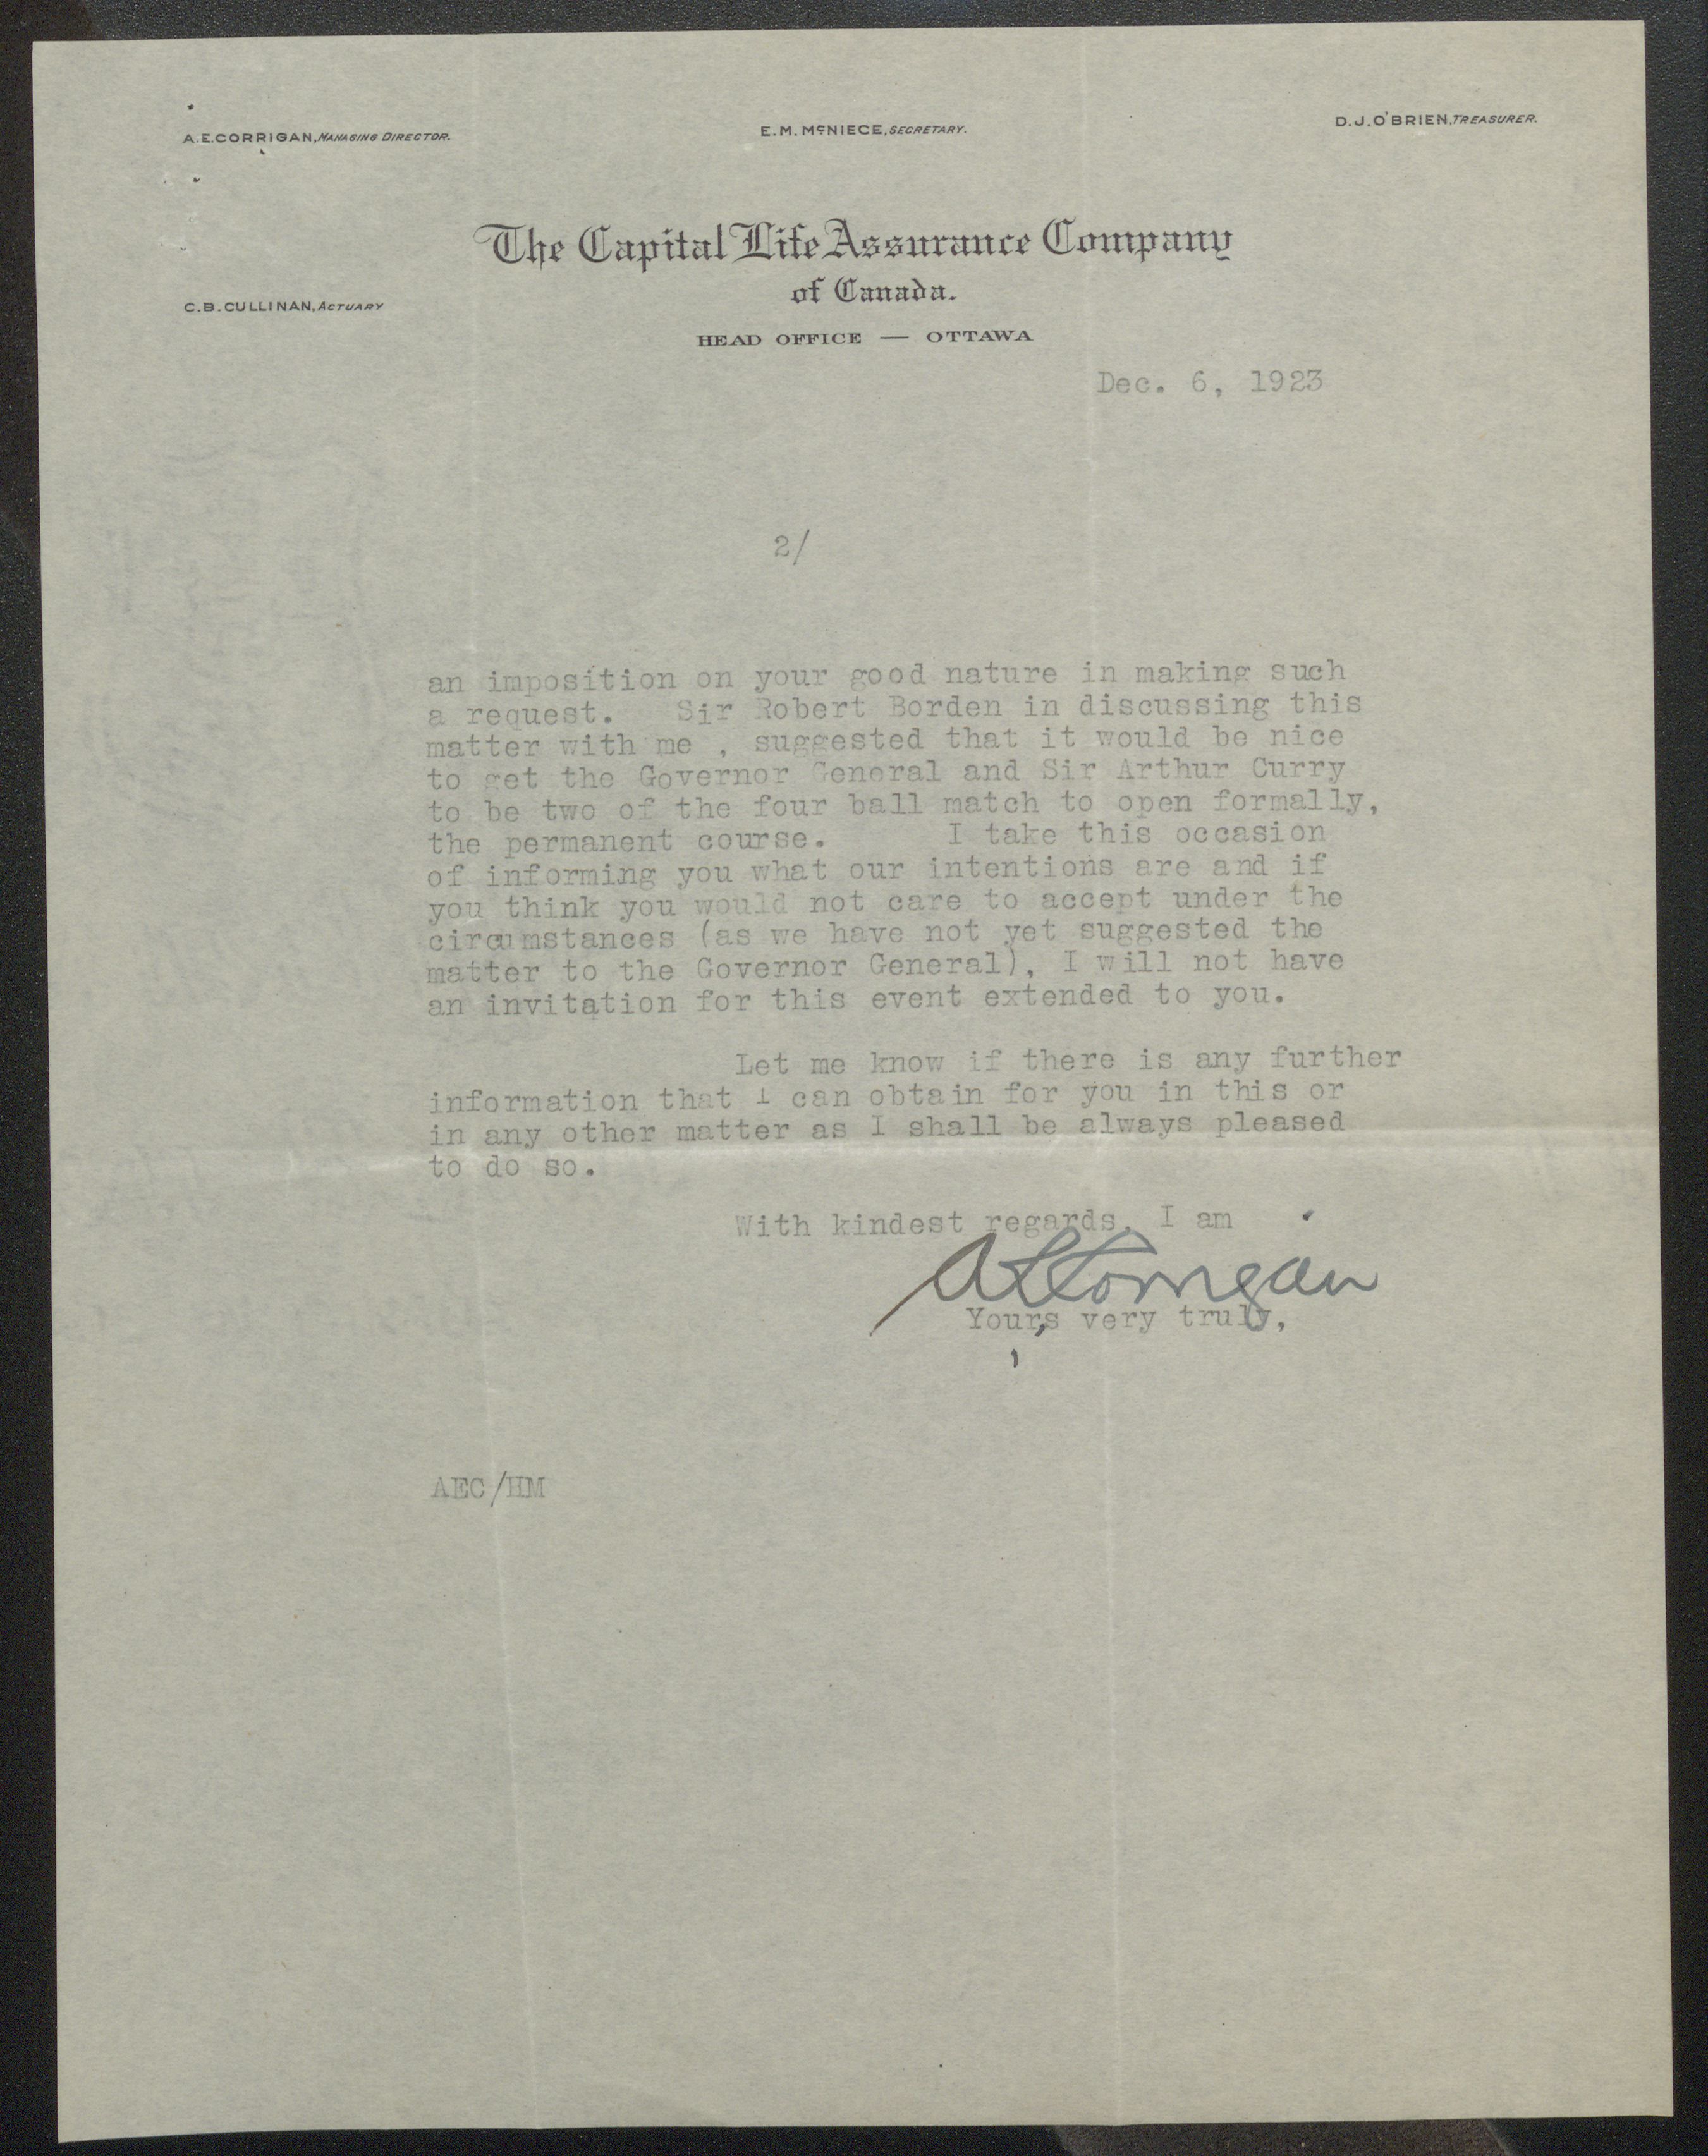 A.E. CORRIGAN, MANAGING DIRECTOR.
E. M. McNIECE, SECRETARY.
D. J. O'BRIEN, TREASURER.
The Capital Life Assurance Company
of Canada.
C. B. CULLINAN, ACTUARY
HEAD OFFICE — OTTAWA
Dec. 6, 1923
2/
an imposition on your good nature in making such
a request. Sir Robert Borden in discussing this
matter with me , suggested that it would be nice
to get the Governor General and Sir Arthur Curry
to be two of the four ball match to open formally,
the permanent course. I take this occasion
of informing you what our intentions are and if
you think you would not care to accept under the
circumstances (as we have not yet suggested the
matter to the Governor General), I will not have
an invitation for this event extended to you.
Let me know if there is any further
information that I can obtain for you in this or
in any other matter as I shall be always pleased
to do so.
With kindest regards, I am
AECorrigan
Yours very truly,
AEC/HM